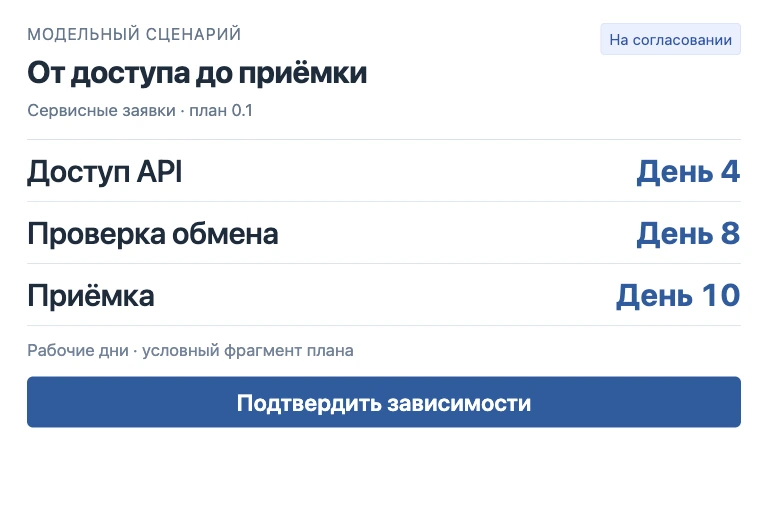 МОДЕЛЬНЫЙ СЦЕНАРИЙ
На согласовании
От доступа до приёмки
Сервисные заявки · план 0.1
Доступ API День 4
Проверка обмена День 8
Приёмка День 10
Рабочие дни · условный фрагмент плана
Подтвердить зависимости